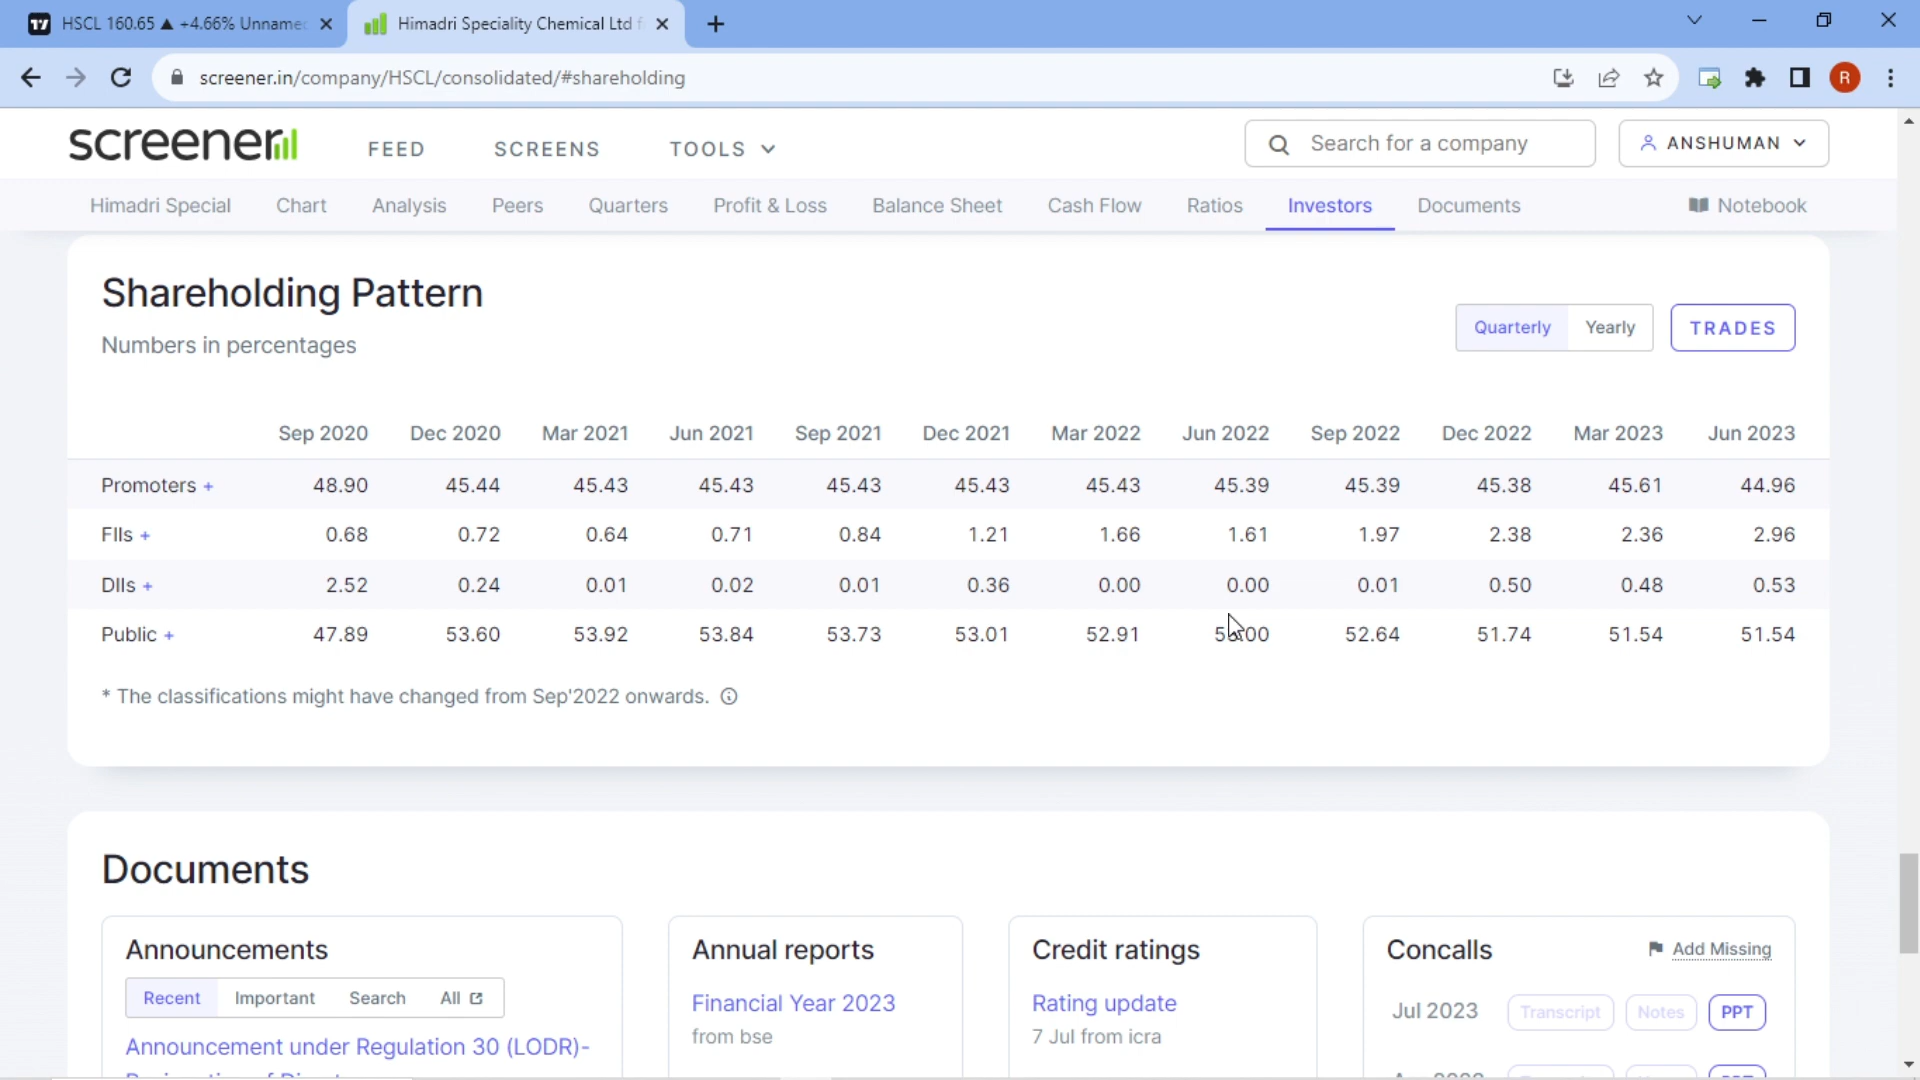 HSCL 160.65 ▲ +4.66% Unname
Himadri Speciality Chemical Ltd f
screener.in/company/HSCL/consolidated/#shareholding
R
screener
FEED SCREENS TOOLS
Search for a company
ANSHUMAN
Himadri Special Chart Analysis Peers Quarters Profit & Loss Balance Sheet Cash Flow Ratios Investors Documents Notebook
Shareholding Pattern
Numbers in percentages
Quarterly Yearly TRADES
Sep 2020 Dec 2020 Mar 2021 Jun 2021 Sep 2021 Dec 2021 Mar 2022 Jun 2022 Sep 2022 Dec 2022 Mar 2023 Jun 2023
Promoters + 48.90 45.44 45.43 45.43 45.43 45.43 45.43 45.39 45.39 45.38 45.61 44.96
FIIs + 0.68 0.72 0.64 0.71 0.84 1.21 1.66 1.61 1.97 2.38 2.36 2.96
DIIs + 2.52 0.24 0.01 0.02 0.01 0.36 0.00 0.00 0.01 0.50 0.48 0.53
Public + 47.89 53.60 53.92 53.84 53.73 53.01 52.91 52.64 51.74 51.54 51.54
* The classifications might have changed from Sep'2022 onwards.
Documents
Announcements
Recent Important Search All
Announcement under Regulation 30 (LODR)-
Annual reports
Financial Year 2023
from bse
Credit ratings
Rating update
7 Jul from icra
Concalls
Add Missing
Jul 2023 Transcript Notes PPT